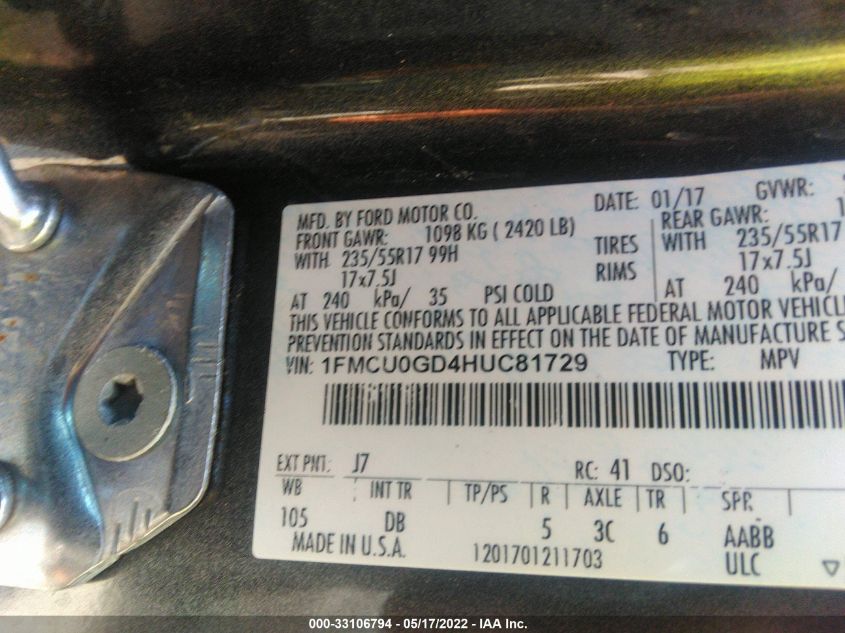 MFD. BY FORD MOTOR CO. DATE: 01/17 GVWR:
FRONT GAWR: 1098 KG ( 2420 LB) REAR GAWR:
WITH 235/55R17 99H TIRES WITH 235/55R17
17x7.5J RIMS 17x7.5J
AT 240 kPa/ 35 PSI COLD AT 240 kPa/
THIS VEHICLE CONFORMS TO ALL APPLICABLE FEDERAL MOTOR VEHICLE
PREVENTION STANDARDS IN EFFECT ON THE DATE OF MANUFACTURE
VIN: 1FMCU0GD4HUC81729 TYPE: MPV
EXT PNT: J7 RC: 41 DSO:
WB INT TR TP/PS R AXLE TR SPR
105 DB 5 3C 6 AABB
MADE IN U.S.A. 1201701211703 ULC
000-33106794 - 05/17/2022 - IAA Inc.